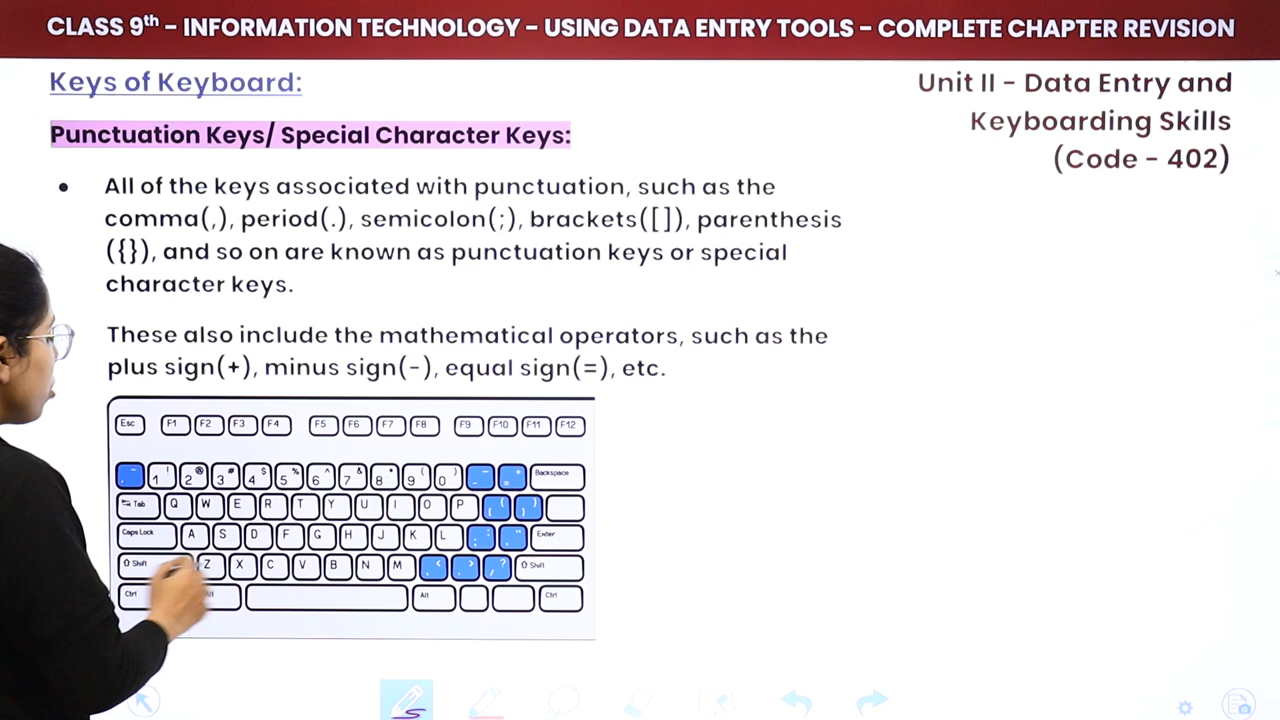 CLASS 9th - INFORMATION TECHNOLOGY - USING DATA ENTRY TOOLS - COMPLETE CHAPTER REVISION
Keys of Keyboard:
Unit II - Data Entry and
Keyboarding Skills
(Code - 402)
Punctuation Keys/ Special Character Keys:
• All of the keys associated with punctuation, such as the
comma(,), period(.), semicolon(;), brackets([]), parenthesis
({}), and so on are known as punctuation keys or special
character keys.
These also include the mathematical operators, such as the
plus sign(+), minus sign(-), equal sign(=), etc.
Esc F1 F2 F3 F4 F5 F6 F7 F8 F9 F10 F11 F12
! @ # $ % ^ & * ( ) +
1 2 3 4 5 6 7 8 9 0 = Backspace
Tab Q W E R T Y U I O P [ ]
Caps Lock A S D F G H J K L ; Enter
Shift Z X C V B N M , < . > / ? Shift
Ctrl Alt Ctrl